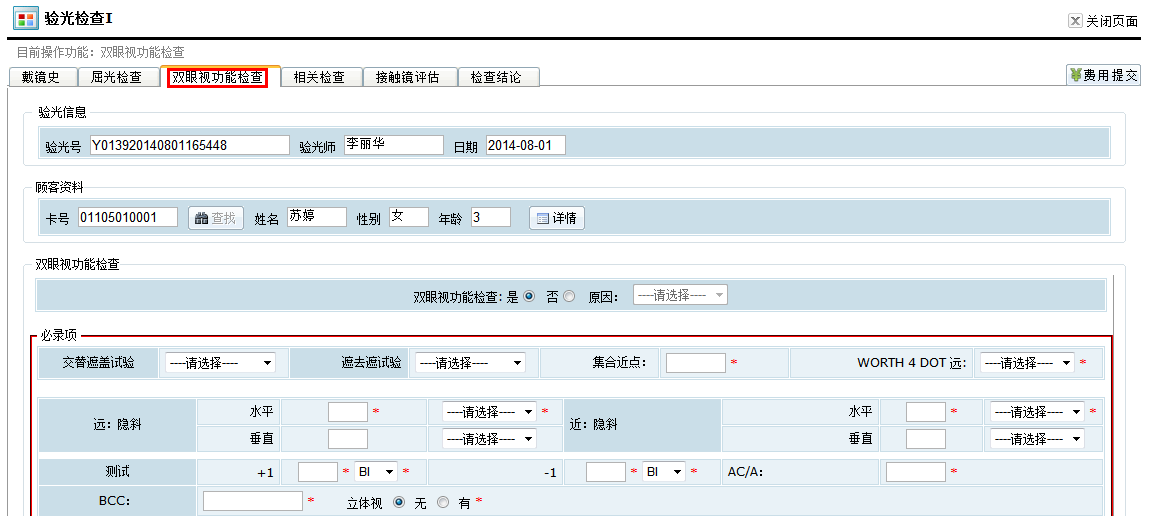 验光检查I
关闭页面
目前操作功能：双眼视功能检查
戴镜史 屈光检查 双眼视功能检查 相关检查 接触镜评估 检查结论 费用提交
验光信息
验光号 Y013920140801165448 验光师 李丽华 日期 2014-08-01
顾客资料
卡号 01105010001 查找 姓名 苏婷 性别 女 年龄 3 详情
双眼视功能检查
双眼视功能检查: 是 否 原因： ----请选择----
必录项
交替遮盖试验 ----请选择---- 遮去遮试验 ----请选择---- 集合近点： * WORTH 4 DOT 远： ----请选择---- *
远：隐斜 水平 * ----请选择---- * 近：隐斜 水平 * ----请选择---- *
垂直 ----请选择---- 垂直 ----请选择----
测试 +1 * BI * -1 * BI * AC/A： *
BCC： * 立体视 无 有 *